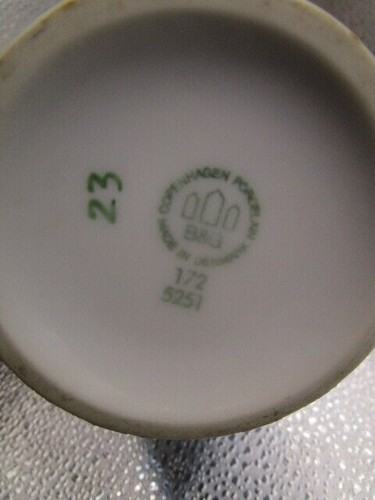 23
COPENHAGEN PORCELAIN
MADE IN DENMARK
B&G
172
5251